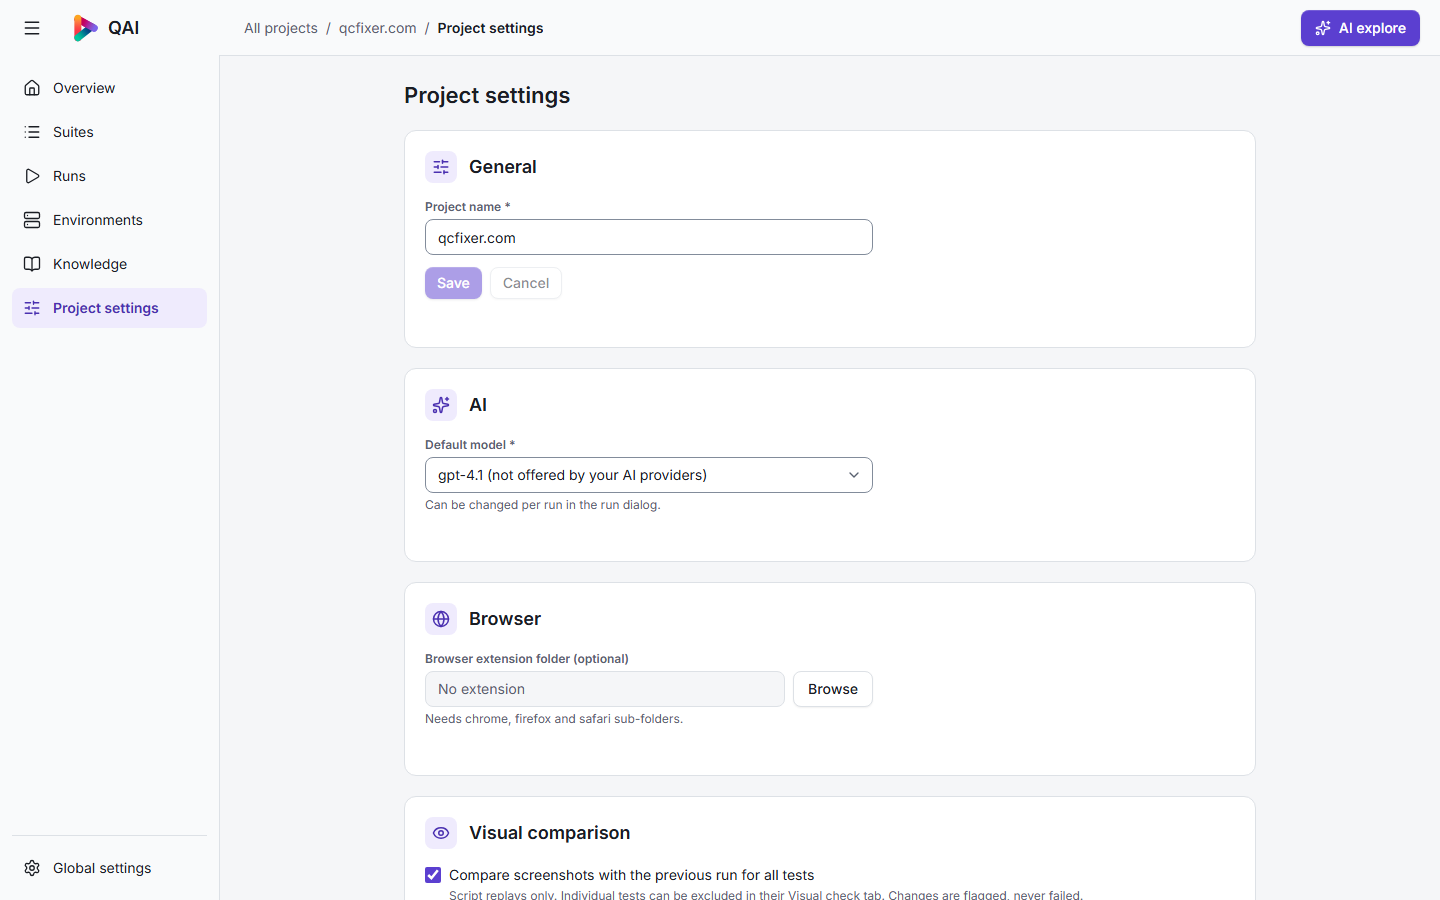 QAI
All projects / qcfixer.com / Project settings
AI explore
Overview
Suites
Runs
Environments
Knowledge
Project settings
Global settings
Project settings
General
Project name *
qcfixer.com
Save
Cancel
AI
Default model *
gpt-4.1 (not offered by your AI providers)
Can be changed per run in the run dialog.
Browser
Browser extension folder (optional)
No extension
Browse
Needs chrome, firefox and safari sub-folders.
Visual comparison
Compare screenshots with the previous run for all tests
Script replays only. Individual tests can be excluded in their Visual check tab. Changes are flagged, never failed.